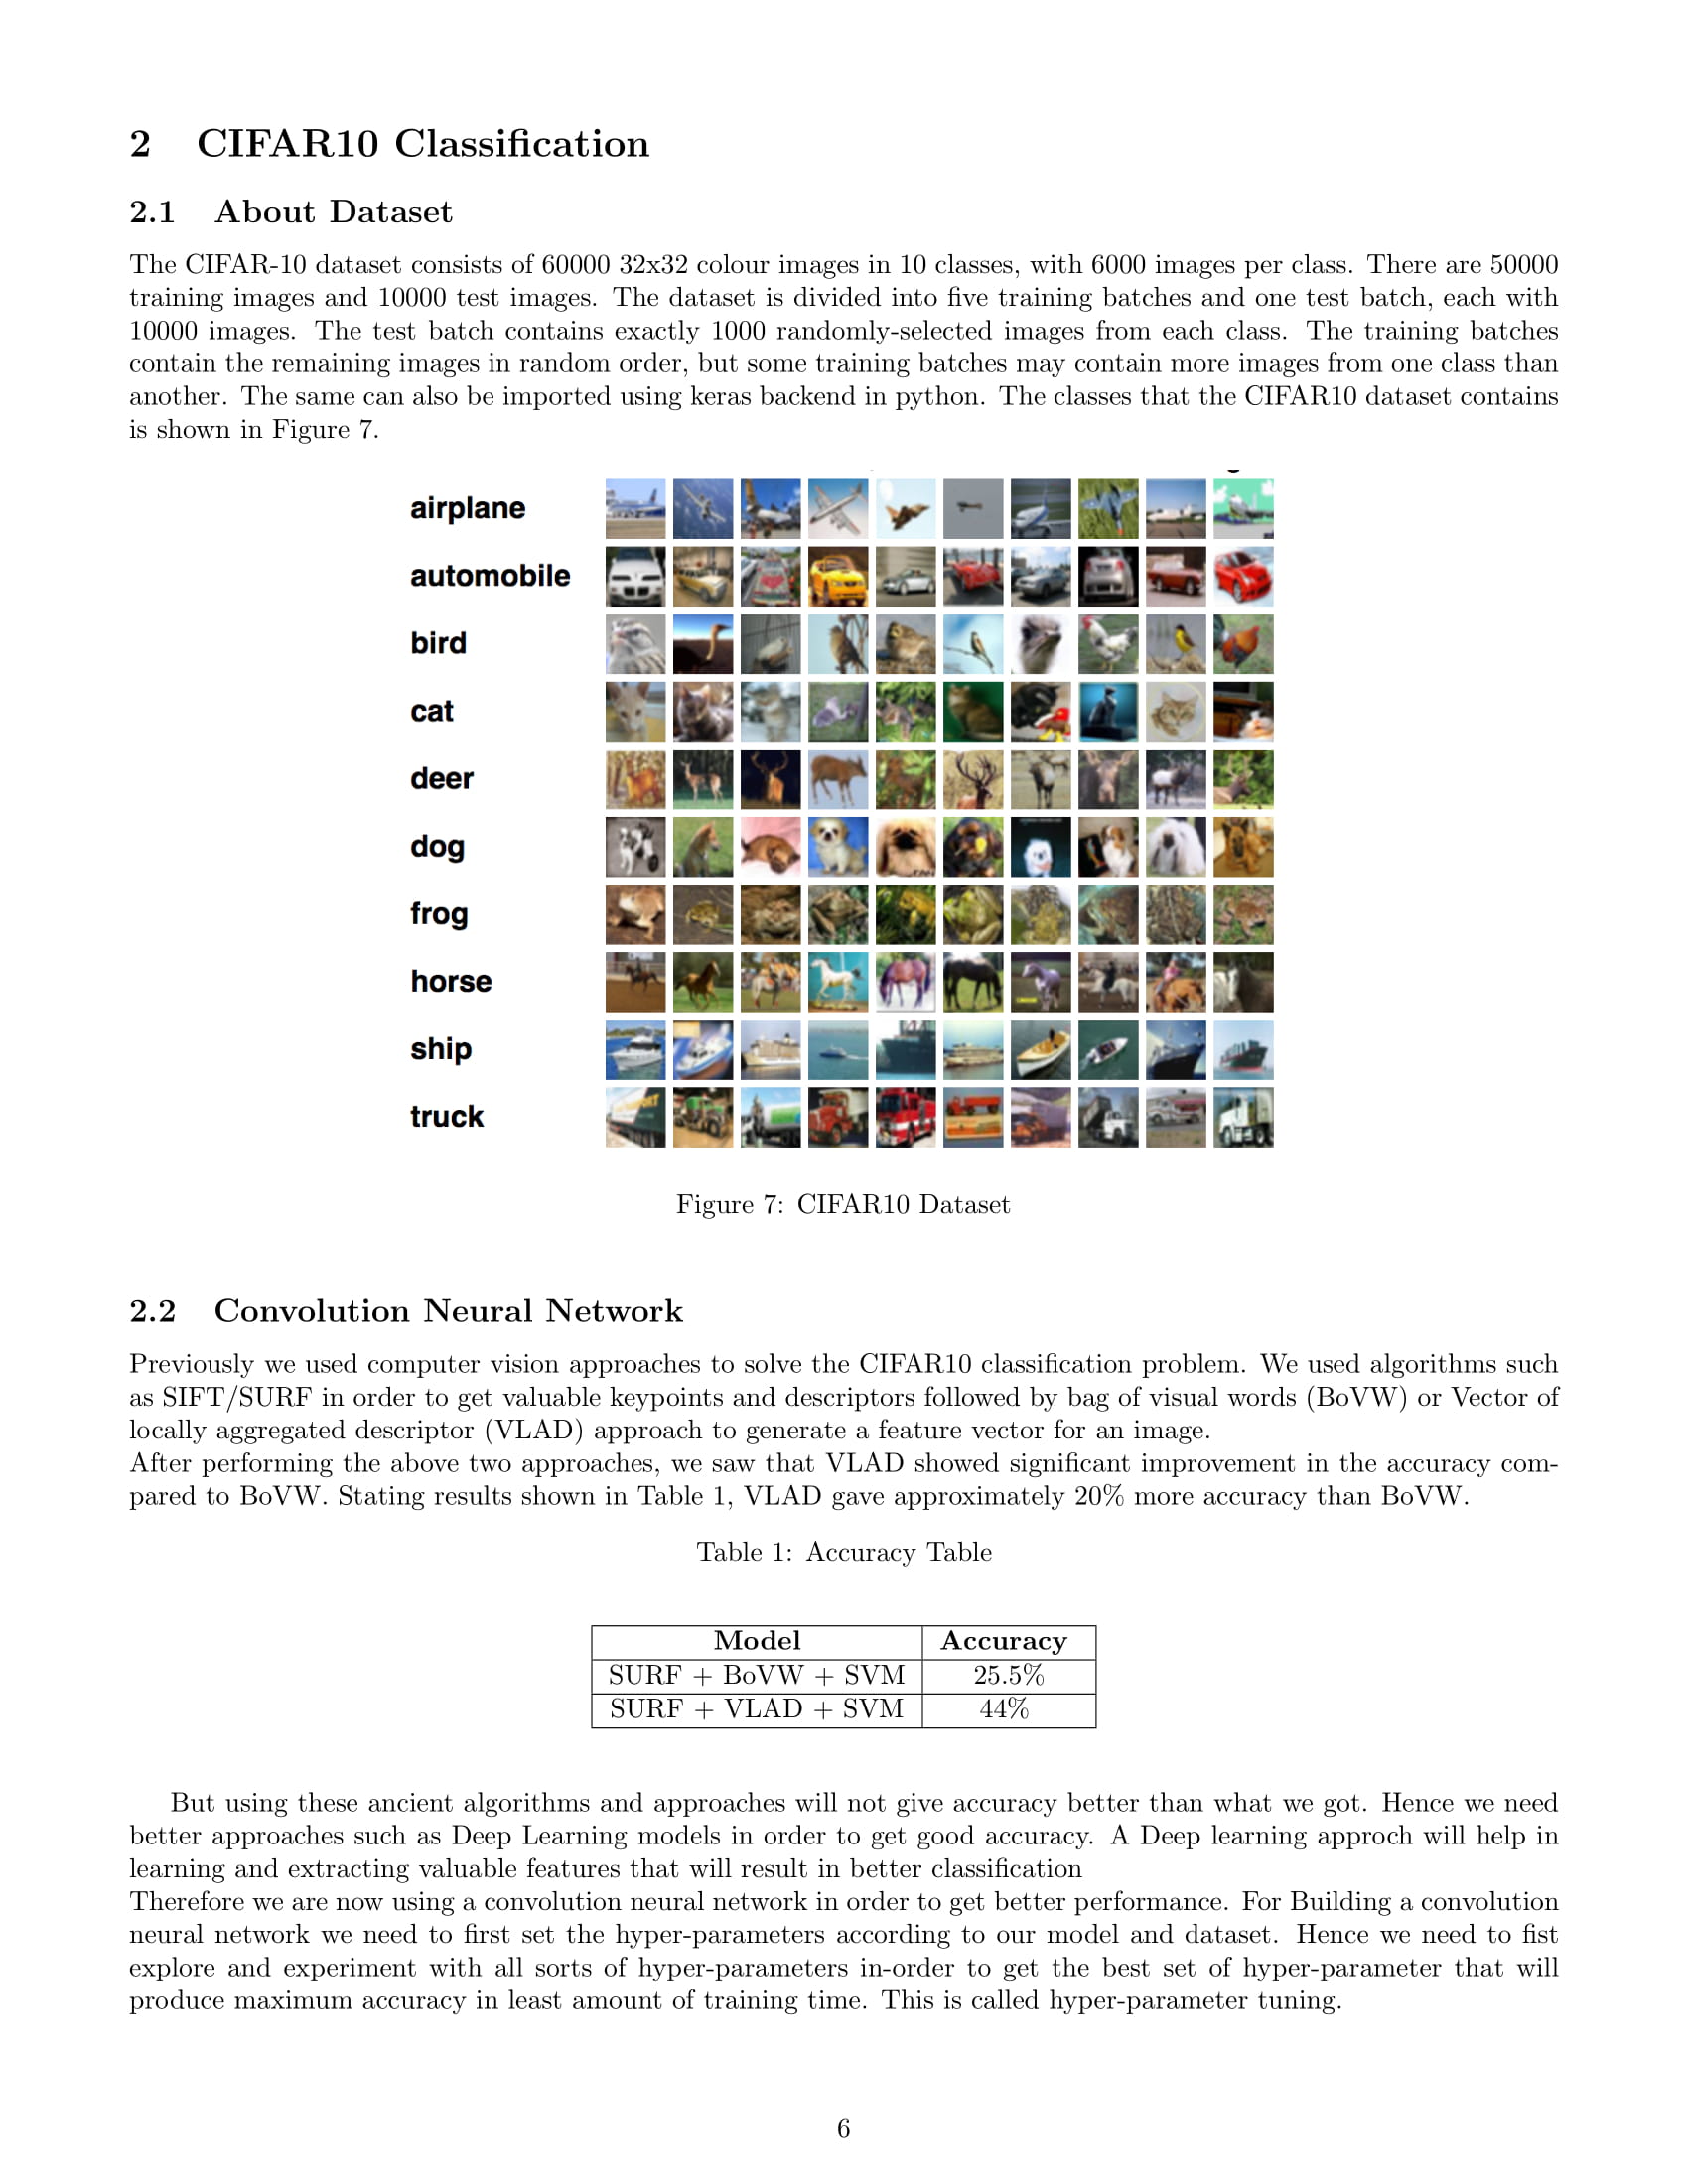 2 CIFAR10 Classification
2.1 About Dataset
The CIFAR-10 dataset consists of 60000 32x32 colour images in 10 classes, with 6000 images per class. There are 50000
training images and 10000 test images. The dataset is divided into five training batches and one test batch, each with
10000 images. The test batch contains exactly 1000 randomly-selected images from each class. The training batches
contain the remaining images in random order, but some training batches may contain more images from one class than
another. The same can also be imported using keras backend in python. The classes that the CIFAR10 dataset contains
is shown in Figure 7.
airplane
automobile
bird
cat
deer
dog
frog
horse
ship
truck
Figure 7: CIFAR10 Dataset
2.2 Convolution Neural Network
Previously we used computer vision approaches to solve the CIFAR10 classification problem. We used algorithms such
as SIFT/SURF in order to get valuable keypoints and descriptors followed by bag of visual words (BoVW) or Vector of
locally aggregated descriptor (VLAD) approach to generate a feature vector for an image.
After performing the above two approaches, we saw that VLAD showed significant improvement in the accuracy com-
pared to BoVW. Stating results shown in Table 1, VLAD gave approximately 20% more accuracy than BoVW.
Table 1: Accuracy Table
Model Accuracy
SURF + BoVW + SVM 25.5%
SURF + VLAD + SVM 44%
But using these ancient algorithms and approaches will not give accuracy better than what we got. Hence we need
better approaches such as Deep Learning models in order to get good accuracy. A Deep learning approch will help in
learning and extracting valuable features that will result in better classification
Therefore we are now using a convolution neural network in order to get better performance. For Building a convolution
neural network we need to first set the hyper-parameters according to our model and dataset. Hence we need to fist
explore and experiment with all sorts of hyper-parameters in-order to get the best set of hyper-parameter that will
produce maximum accuracy in least amount of training time. This is called hyper-parameter tuning.
6